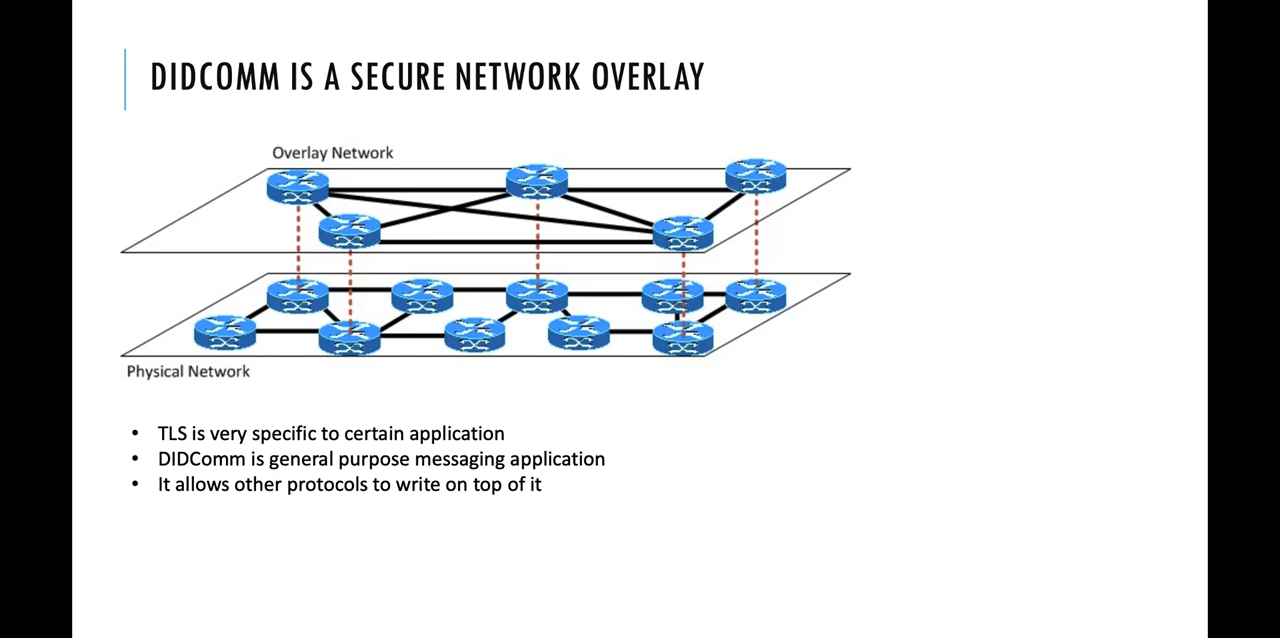 DIDCOMM IS A SECURE NETWORK OVERLAY
Overlay Network
Physical Network
• TLS is very specific to certain application
• DIDComm is general purpose messaging application
• It allows other protocols to write on top of it